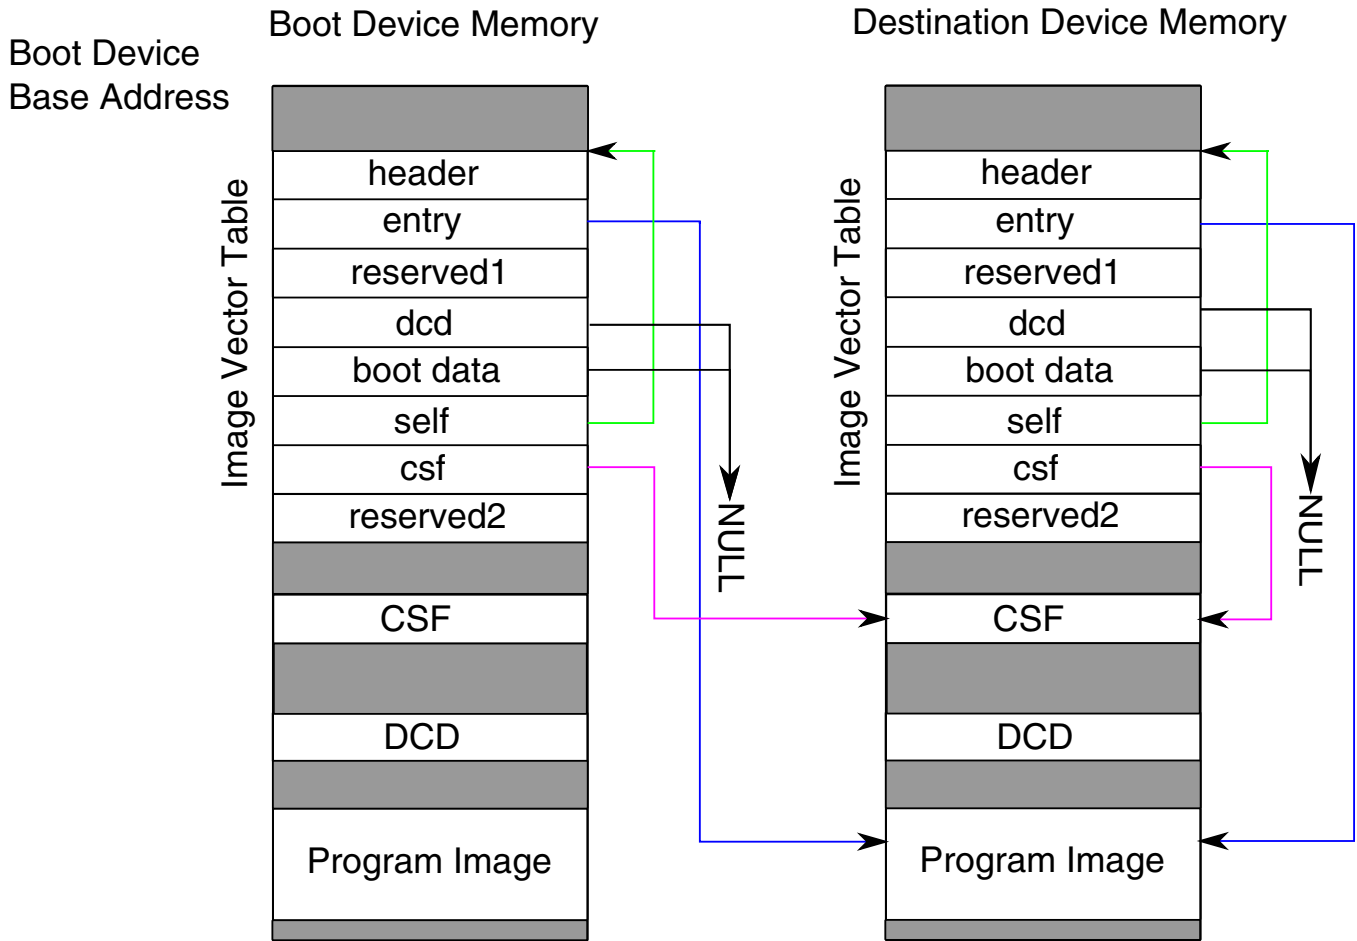 Boot Device Memory
Destination Device Memory
Boot Device
Base Address
Image Vector Table
header
entry
reserved1
dcd
boot data
self
csf
reserved2
NULL
CSF
DCD
Program Image
Image Vector Table
header
entry
reserved1
dcd
boot data
self
csf
reserved2
NULL
CSF
DCD
Program Image